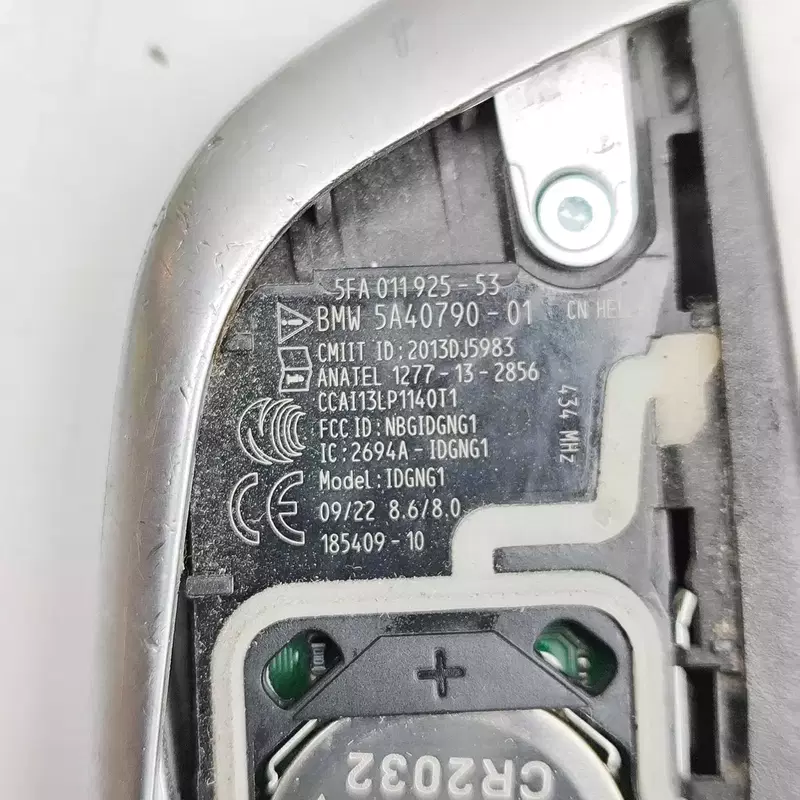 5FA 011 925 - 53
BMW 5A40790 - 01 CN
CMIIT ID : 2013DJ5983
ANATEL 1277 - 13 - 2856
CCAI13LP1140T1
FCC ID : NBGIDGNG1
IC : 2694A - IDGNG1
Model : IDGNG1
09/22 8.6/8.0
185409 - 10
434 MHz
CE
+
CR2032